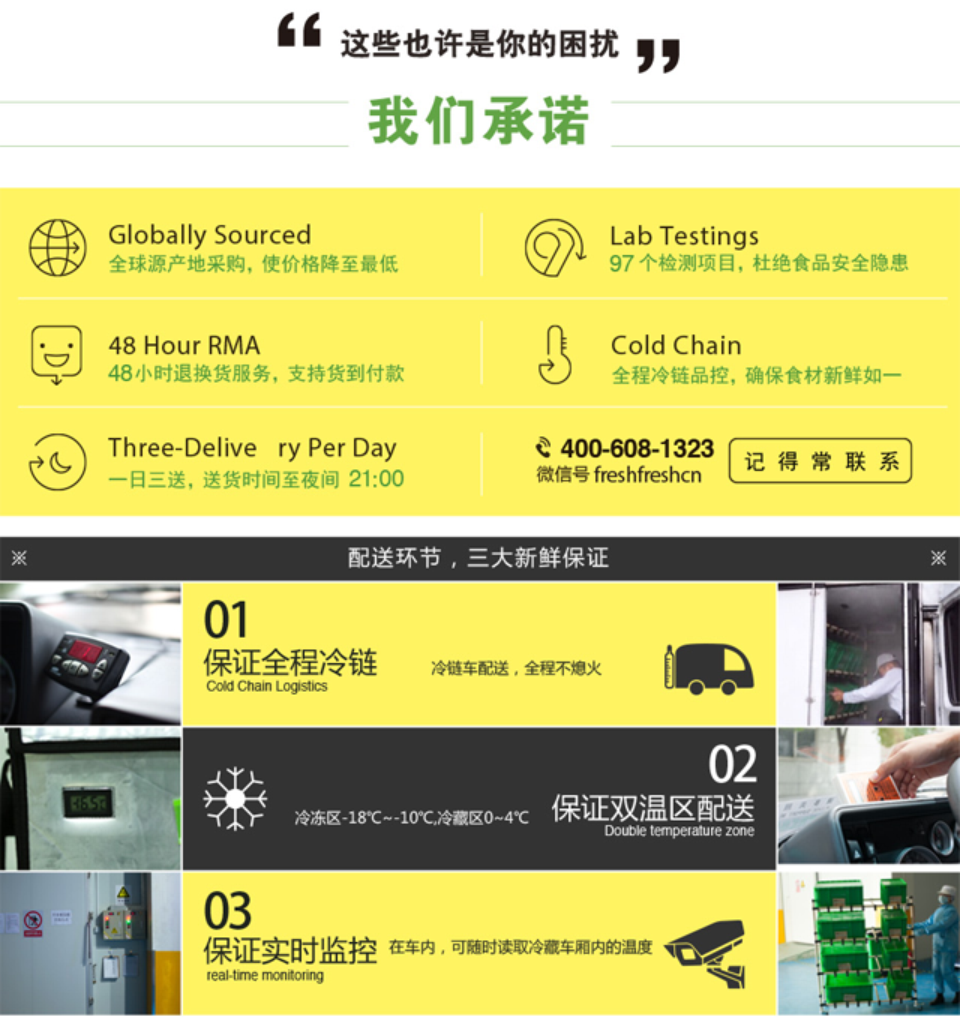 “ 这些也许是你的困扰 ”
我们承诺
Globally Sourced
全球源产地采购，使价格降至最低
Lab Testings
97个检测项目，杜绝食品安全隐患
48 Hour RMA
48小时退换货服务，支持货到付款
Cold Chain
全程冷链品控，确保食材新鲜如一
Three-Delive ry Per Day
一日三送，送货时间至夜间 21:00
400-608-1323
微信号 freshfreshcn
记得常联系
※ 配送环节，三大新鲜保证 ※
01
保证全程冷链
Cold Chain Logistics
冷链车配送，全程不熄火
02
保证双温区配送
Double temperature zone
冷冻区-18℃~-10℃,冷藏区0~4℃
03
保证实时监控
real-time monitoring
在车内，可随时读取冷藏车厢内的温度